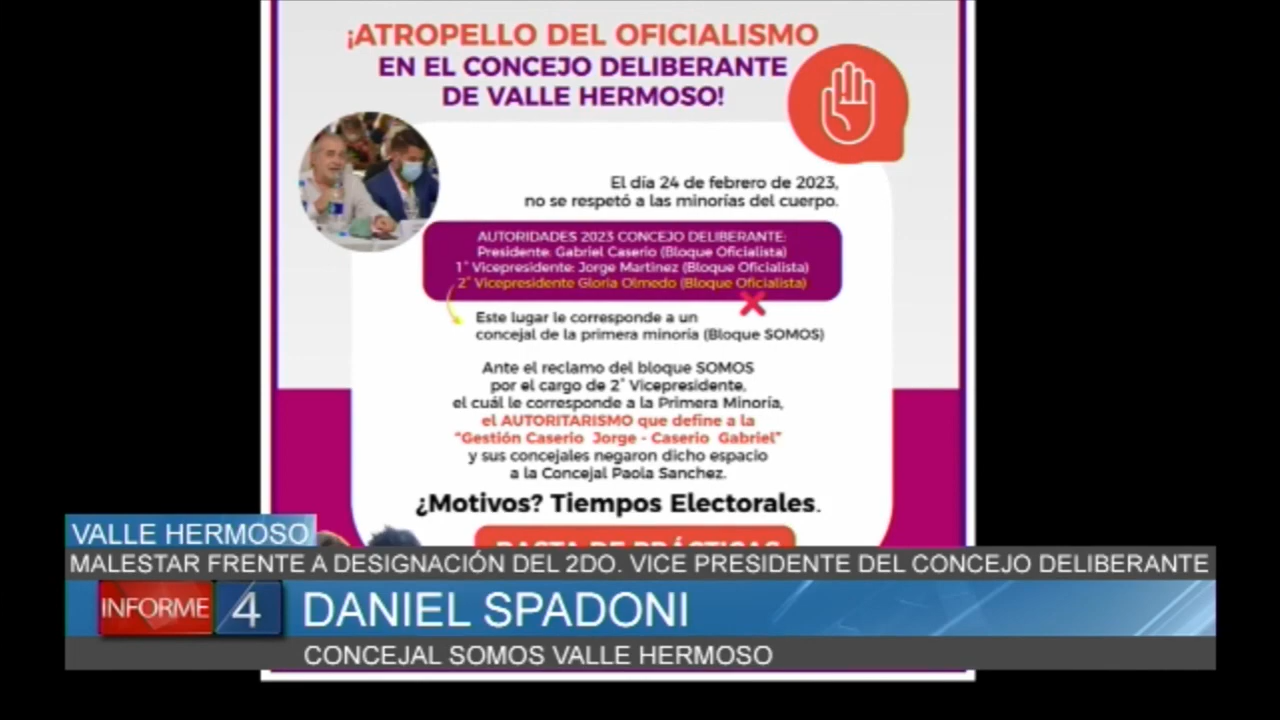 ¡ATROPELLO DEL OFICIALISMO
EN EL CONCEJO DELIBERANTE
DE VALLE HERMOSO!
El día 24 de febrero de 2023,
no se respetó a las minorías del cuerpo.
AUTORIDADES 2023 CONCEJO DELIBERANTE:
Presidente: Gabriel Caserio (Bloque Oficialista)
1° Vicepresidente: Jorge Martinez (Bloque Oficialista)
2° Vicepresidente Gloria Olmedo (Bloque Oficialista)
Este lugar le corresponde a un
concejal de la primera minoría (Bloque SOMOS)
Ante el reclamo del bloque SOMOS
por el cargo de 2° Vicepresidente,
el cuál le corresponde a la Primera Minoría,
el AUTORITARISMO que define a la
“Gestión Caserio Jorge - Caserio Gabriel”
y sus concejales negaron dicho espacio
a la Concejal Paola Sanchez.
¿Motivos? Tiempos Electorales.
BASTA DE PRÁCTICAS
VALLE HERMOSO
MALESTAR FRENTE A DESIGNACIÓN DEL 2DO. VICE PRESIDENTE DEL CONCEJO DELIBERANTE
INFORME 4
DANIEL SPADONI
CONCEJAL SOMOS VALLE HERMOSO